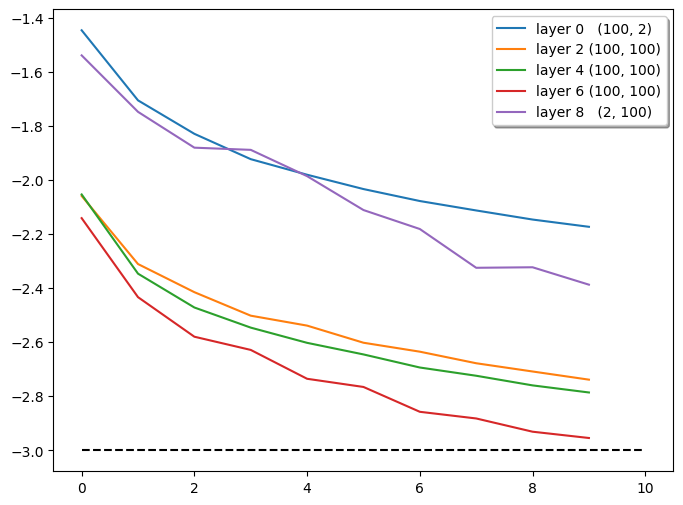 layer 0   (100, 2)
layer 2 (100, 100)
layer 4 (100, 100)
layer 6 (100, 100)
layer 8   (2, 100)
−1.4
−1.6
−1.8
−2.0
−2.2
−2.4
−2.6
−2.8
−3.0
0 2 4 6 8 10